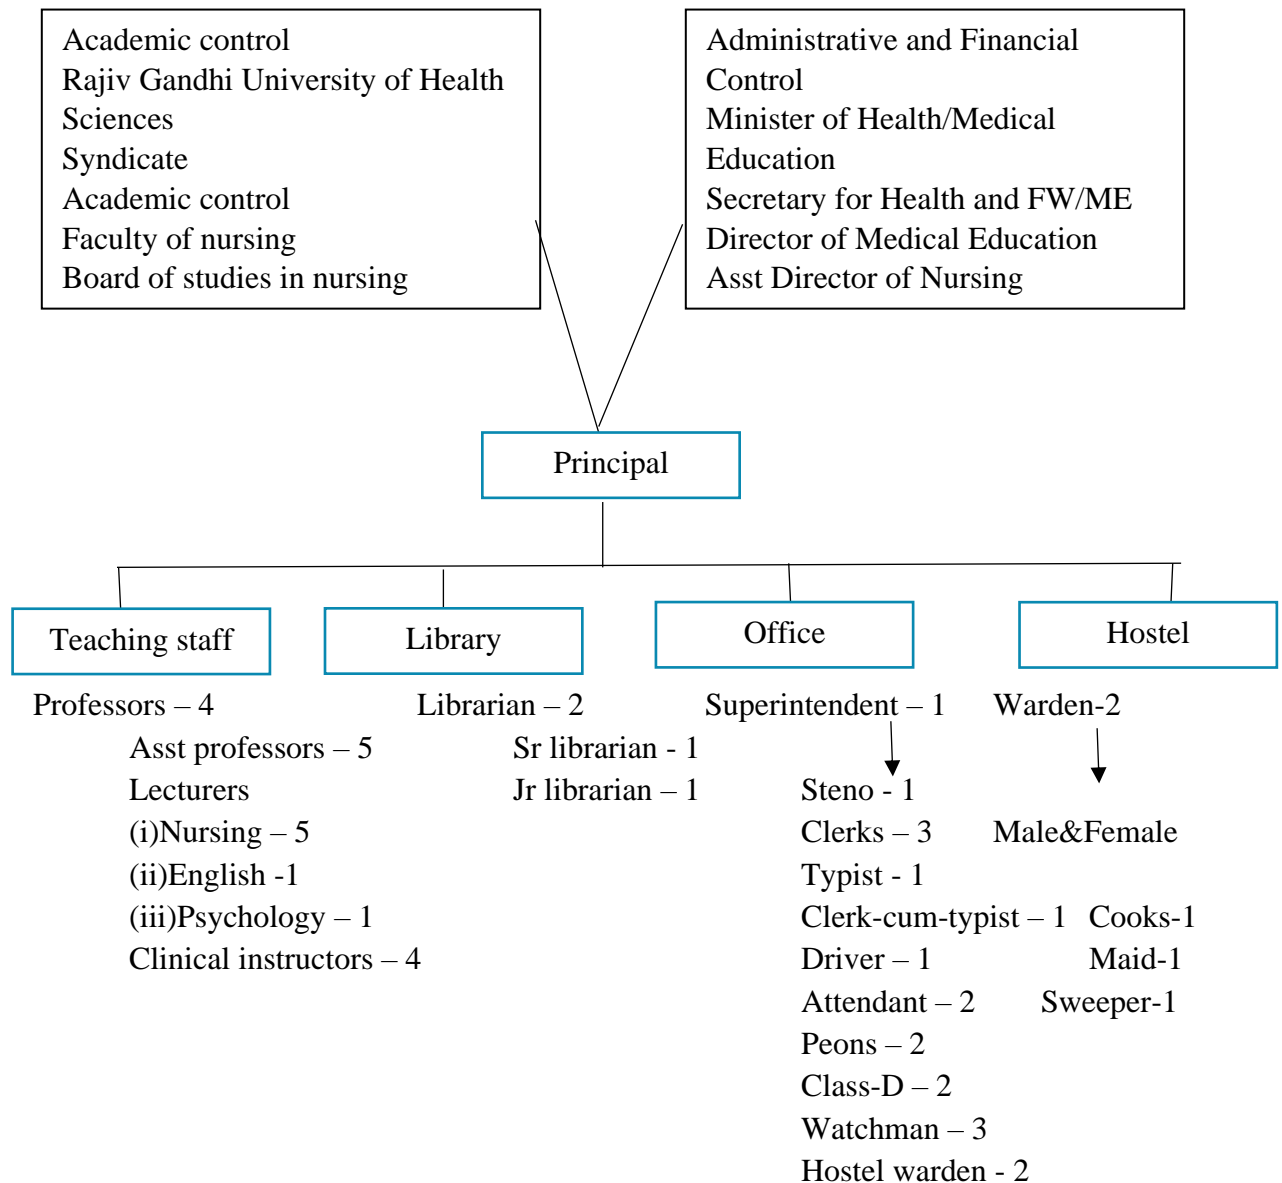 Academic control
Rajiv Gandhi University of Health
Sciences
Syndicate
Academic control
Faculty of nursing
Board of studies in nursing
Administrative and Financial
Control
Minister of Health/Medical
Education
Secretary for Health and FW/ME
Director of Medical Education
Asst Director of Nursing
Principal
Teaching staff
Library
Office
Hostel
Professors – 4
Asst professors – 5
Lecturers
(i)Nursing – 5
(ii)English -1
(iii)Psychology – 1
Clinical instructors – 4
Librarian – 2
Sr librarian - 1
Jr librarian – 1
Superintendent – 1
Steno - 1
Clerks – 3
Typist - 1
Clerk-cum-typist – 1
Driver – 1
Attendant – 2
Peons – 2
Class-D – 2
Watchman – 3
Hostel warden - 2
Warden-2
Male&Female
Cooks-1
Maid-1
Sweeper-1